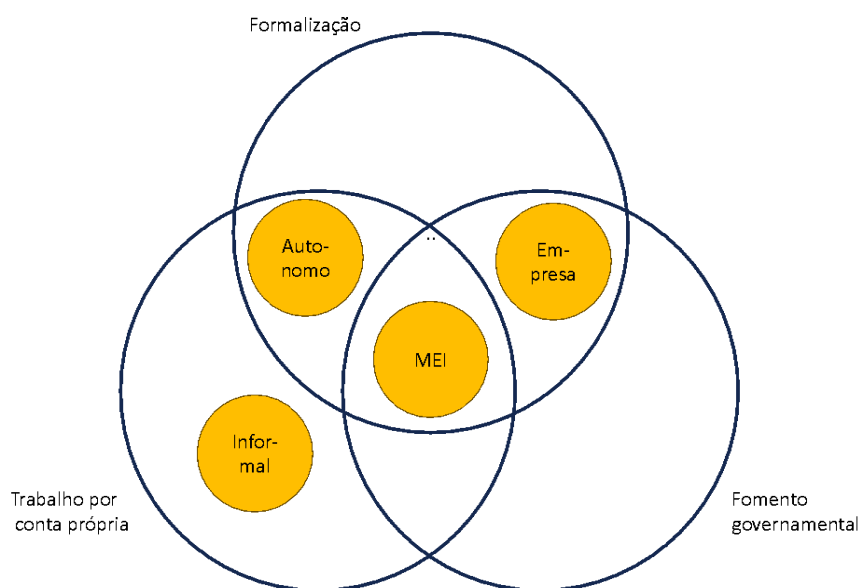 Formalização
Auto-
nomo
Em-
presa
..
MEI
Infor-
mal
Trabalho por
conta própria
Fomento
governamental